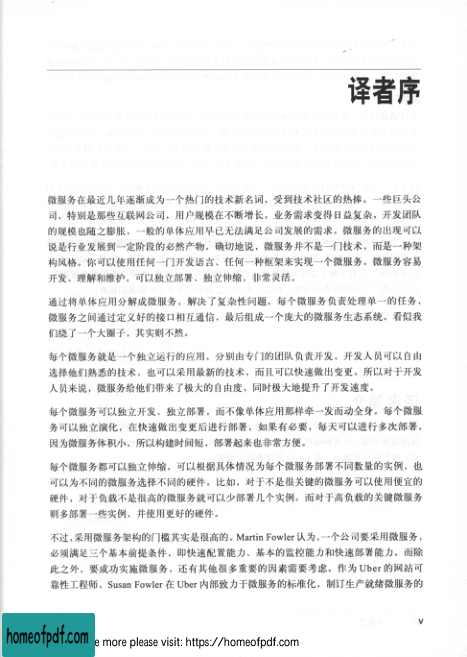 译者序
微服务在最近几年逐渐成为一个热门的技术新名词，受到技术社区的热捧。一些巨头公
司，特别是那些互联网公司，用户规模在不断增长，业务需求变得日益复杂，开发团队
的规模也随之膨胀，一般的单体应用早已无法满足公司发展的需求。微服务的出现可以
说是行业发展到一定阶段的必然产物。确切地说，微服务并不是一门技术，而是一种架
构风格。你可以使用任何一门开发语言、任何一种框架来实现一个微服务。微服务容易
开发、理解和维护，可以独立部署、独立伸缩，非常灵活。
通过将单体应用分解成微服务，解决了复杂性问题。每个微服务负责处理单一的任务，
微服务之间通过定义好的接口相互通信，最后组成一个庞大的微服务生态系统。看似我
们绕了一个大圈子，其实则不然。
每个微服务就是一个独立运行的应用，分别由专门的团队负责开发。开发人员可以自由
选择他们熟悉的技术，也可以采用最新的技术，而且可以快速做出变更。所以对于开发
人员来说，微服务给他们带来了极大的自由度，同时极大地提升了开发速度。
每个微服务可以独立开发、独立部署，而不像单体应用那样牵一发而动全身。每个微服
务可以独立演化，在快速做出变更后进行部署。如果有必要，每天可以进行多次部署。
因为微服务体积小，所以构建时间短，部署起来也非常方便。
每个微服务都可以独立伸缩，可以根据具体情况为每个微服务部署不同数量的实例，也
可以为不同的微服务选择不同的硬件。比如，对于不是很关键的微服务可以使用便宜的
硬件，对于负载不是很高的微服务就可以少部署几个实例，而对于高负载的关键微服务
则多部署一些实例，并使用更好的硬件。
不过，采用微服务架构的门槛其实是很高的。Martin Fowler认为，一个公司要采用微服务，
必须满足三个基本前提条件，即快速配置能力、基本的监控能力和快速部署能力。而除
此之外，要成功实施微服务，还有其他很多重要的因素需要考虑。作为 Uber 的网站可
靠性工程师，Susan Fowler 在 Uber 内部致力于微服务的标准化、制订生产就绪微服务的
V
homeofpdf.com
e more please visit: https://homeofpdf.com